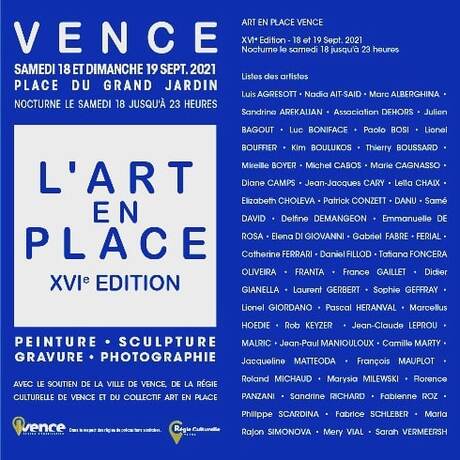 VENCE
SAMEDI 18 ET DIMANCHE 19 SEPT. 2021
PLACE DU GRAND JARDIN
NOCTURNE LE SAMEDI 18 JUSQU'À 23 HEURES
L'ART
EN
PLACE
XVIe EDITION
PEINTURE • SCULPTURE
GRAVURE • PHOTOGRAPHIE
AVEC LE SOUTIEN DE LA VILLE DE VENCE, DE LA RÉGIE
CULTURELLE DE VENCE ET DU COLLECTIF ART EN PLACE
vence
Dans le respect des règles de précautions sanitaires.
Régie Culturelle
ART EN PLACE VENCE
XVIe Edition - 18 et 19 Sept. 2021
Nocturne le samedi 18 jusqu'à 23 heures
Listes des artistes
Luis AGRESOTT • Nadia AIT-SAID • Marc ALBERGHINA •
Sandrine AREKALIAN • Association DEHORS • Julien
BAGOUT • Luc BONIFACE • Paolo BOSI • Lionel
BOUFFIER • Kim BOULUKOS • Thierry BOUSSARD •
Mireille BOYER • Michel CABOS • Marie CAGNASSO •
Diane CAMPS • Jean-Jacques CARY • Leïla CHAIX •
Elizabeth CHOLEVA • Patrick CONZETT • DANU • Samé
DAVID • Delfine DEMANGEON • Emmanuelle DE
ROSA • Elena DI GIOVANNI • Gabriel FABRE • FERIAL •
Catherine FERRARI • Daniel FILLOD • Tatiana FONCERA
OLIVEIRA • FRANTA • France GAILLET • Didier
GIANELLA • Laurent GERBERT • Sophie GEFFRAY •
Lionel GIORDANO • Pascal HERANVAL • Marcellus
HOEDIE • Rob KEYZER • Jean-Claude LEPROU •
MALRIC • Jean-Paul MANIOULOUX • Camille MARTY •
Jacqueline MATTEODA • François MAUPLOT •
Roland MICHAUD • Marysia MILEWSKI • Florence
PANZANI • Sandrine RICHARD • Fabienne ROZ •
Philippe SCARDINA • Fabrice SCHLEBER • Maria
Rajon SIMONOVA • Mery VIAL • Sarah VERMEERSH